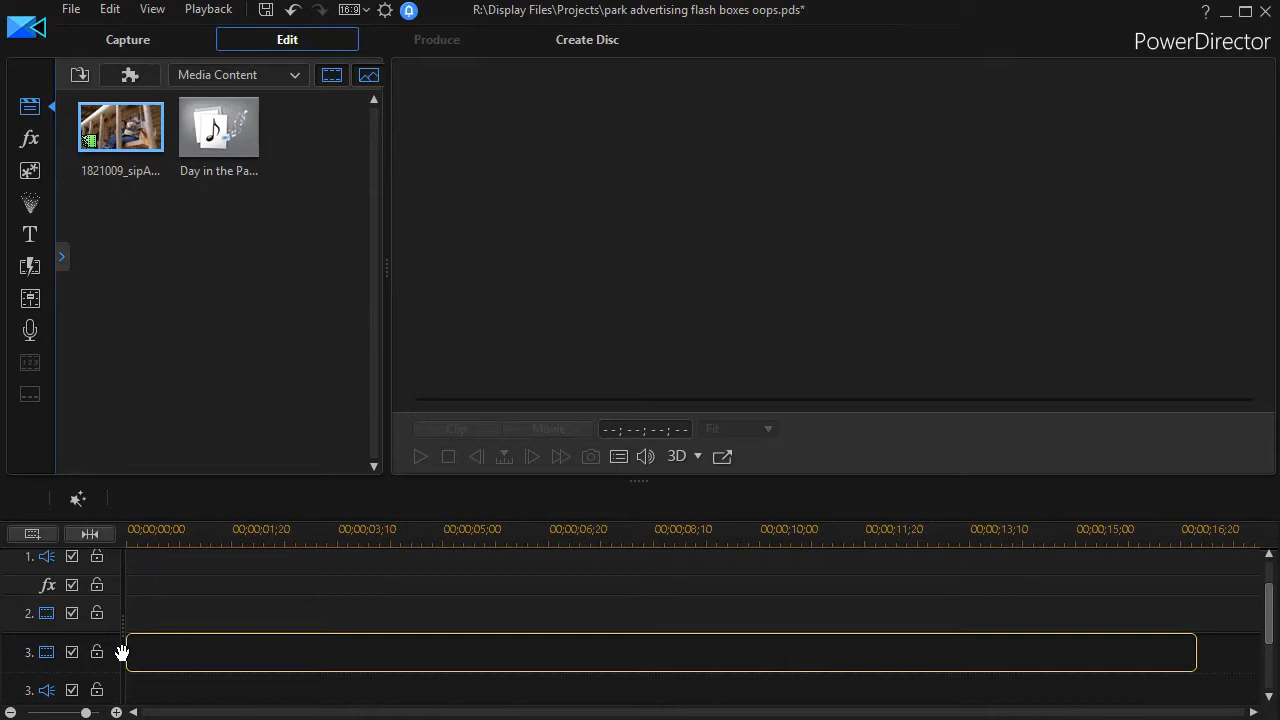 File Edit View Playback 16:9 R:\Display Files\Projects\park advertising flash boxes oops.pds* ?
Capture Edit Produce Create Disc PowerDirector
Media Content
fx
1821009_sipA... Day in the Pa...
T
Clip Movie --;--;--;-- Fit
3D
00;00;00;00 00;00;01;20 00;00;03;10 00;00;05;00 00;00;06;20 00;00;08;10 00;00;10;00 00;00;11;20 00;00;13;10 00;00;15;00 00;00;16;20
1.
fx
2.
3.
3.